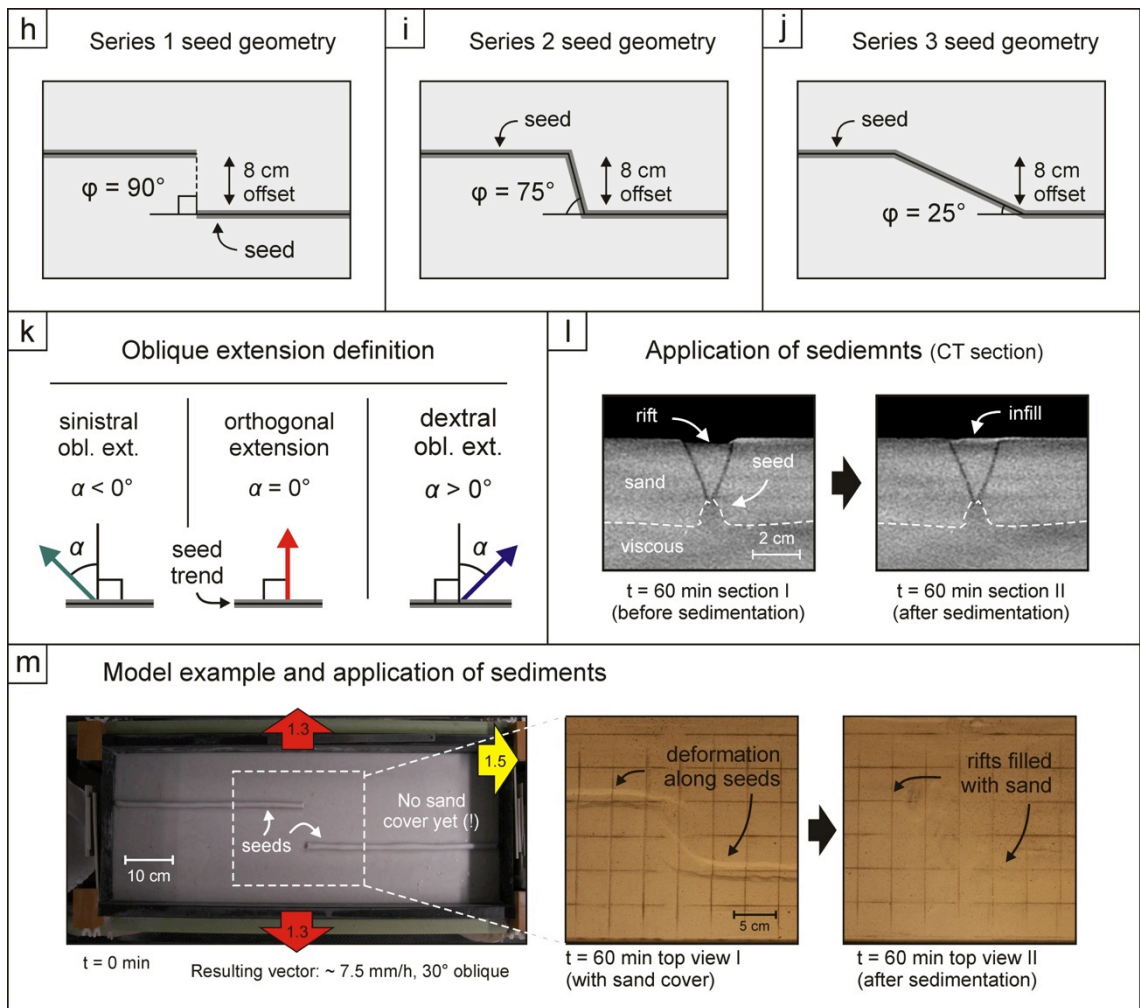 h
Series 1 seed geometry
φ = 90°
8 cm
offset
seed
i
Series 2 seed geometry
seed
φ = 75°
8 cm
offset
j
Series 3 seed geometry
seed
φ = 25°
8 cm
offset
k
Oblique extension definition
sinistral
obl. ext.
α < 0°
α
orthogonal
extension
α = 0°
seed
trend
dextral
obl. ext.
α > 0°
α
l
Application of sediemnts (CT section)
rift
sand
seed
viscous
2 cm
t = 60 min section I
(before sedimentation)
infill
t = 60 min section II
(after sedimentation)
m
Model example and application of sediments
1.3
1.5
No sand
cover yet (!)
seeds
10 cm
1.3
t = 0 min
Resulting vector: ~ 7.5 mm/h, 30° oblique
deformation
along seeds
5 cm
t = 60 min top view I
(with sand cover)
rifts filled
with sand
t = 60 min top view II
(after sedimentation)